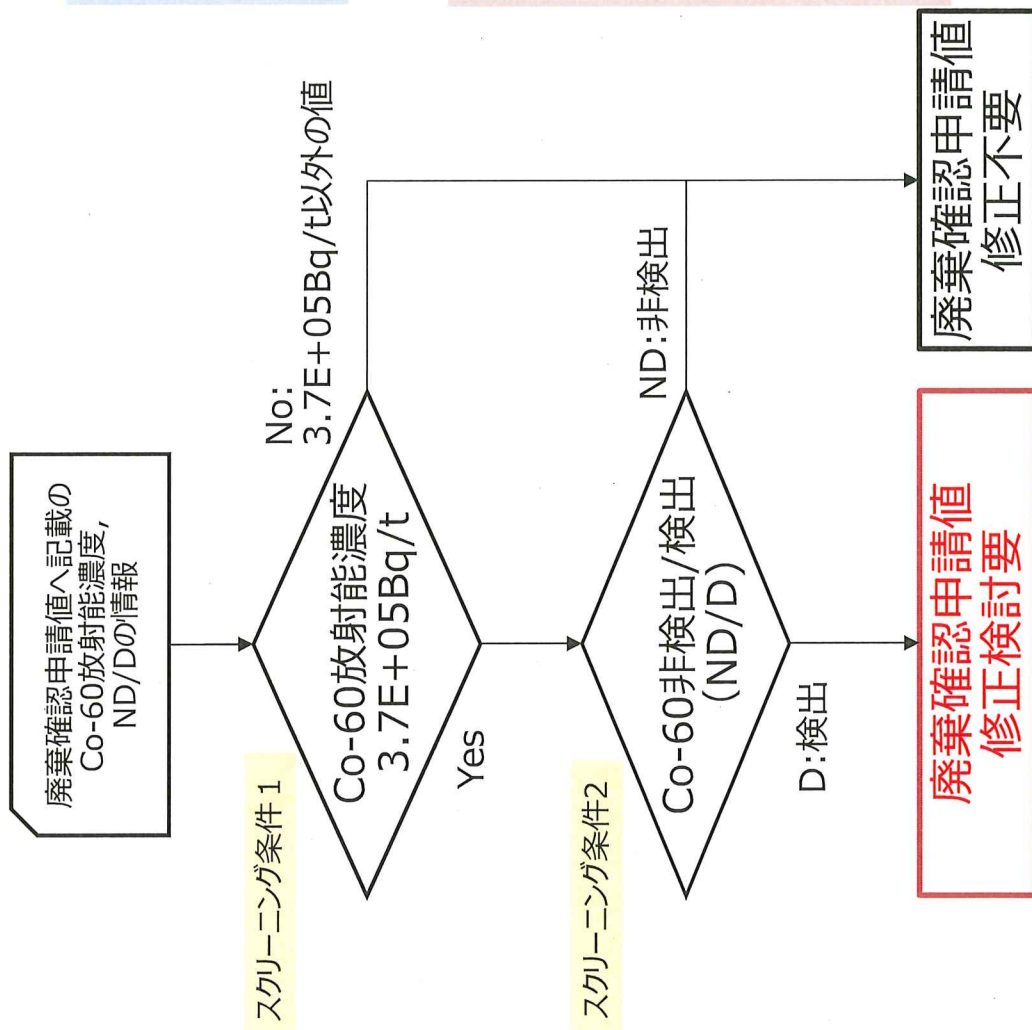 廃棄確認申請値へ記載の
Co-60放射能濃度,
ND/Dの情報
スクリーニング条件1
Co-60放射能濃度
3.7E+05Bq/t
No:
3.7E+05Bq/t以外の値
Yes
スクリーニング条件2
Co-60非検出/検出
(ND/D)
ND:非検出
D:検出
廃棄確認申請値
修正検討要
廃棄確認申請値
修正不要